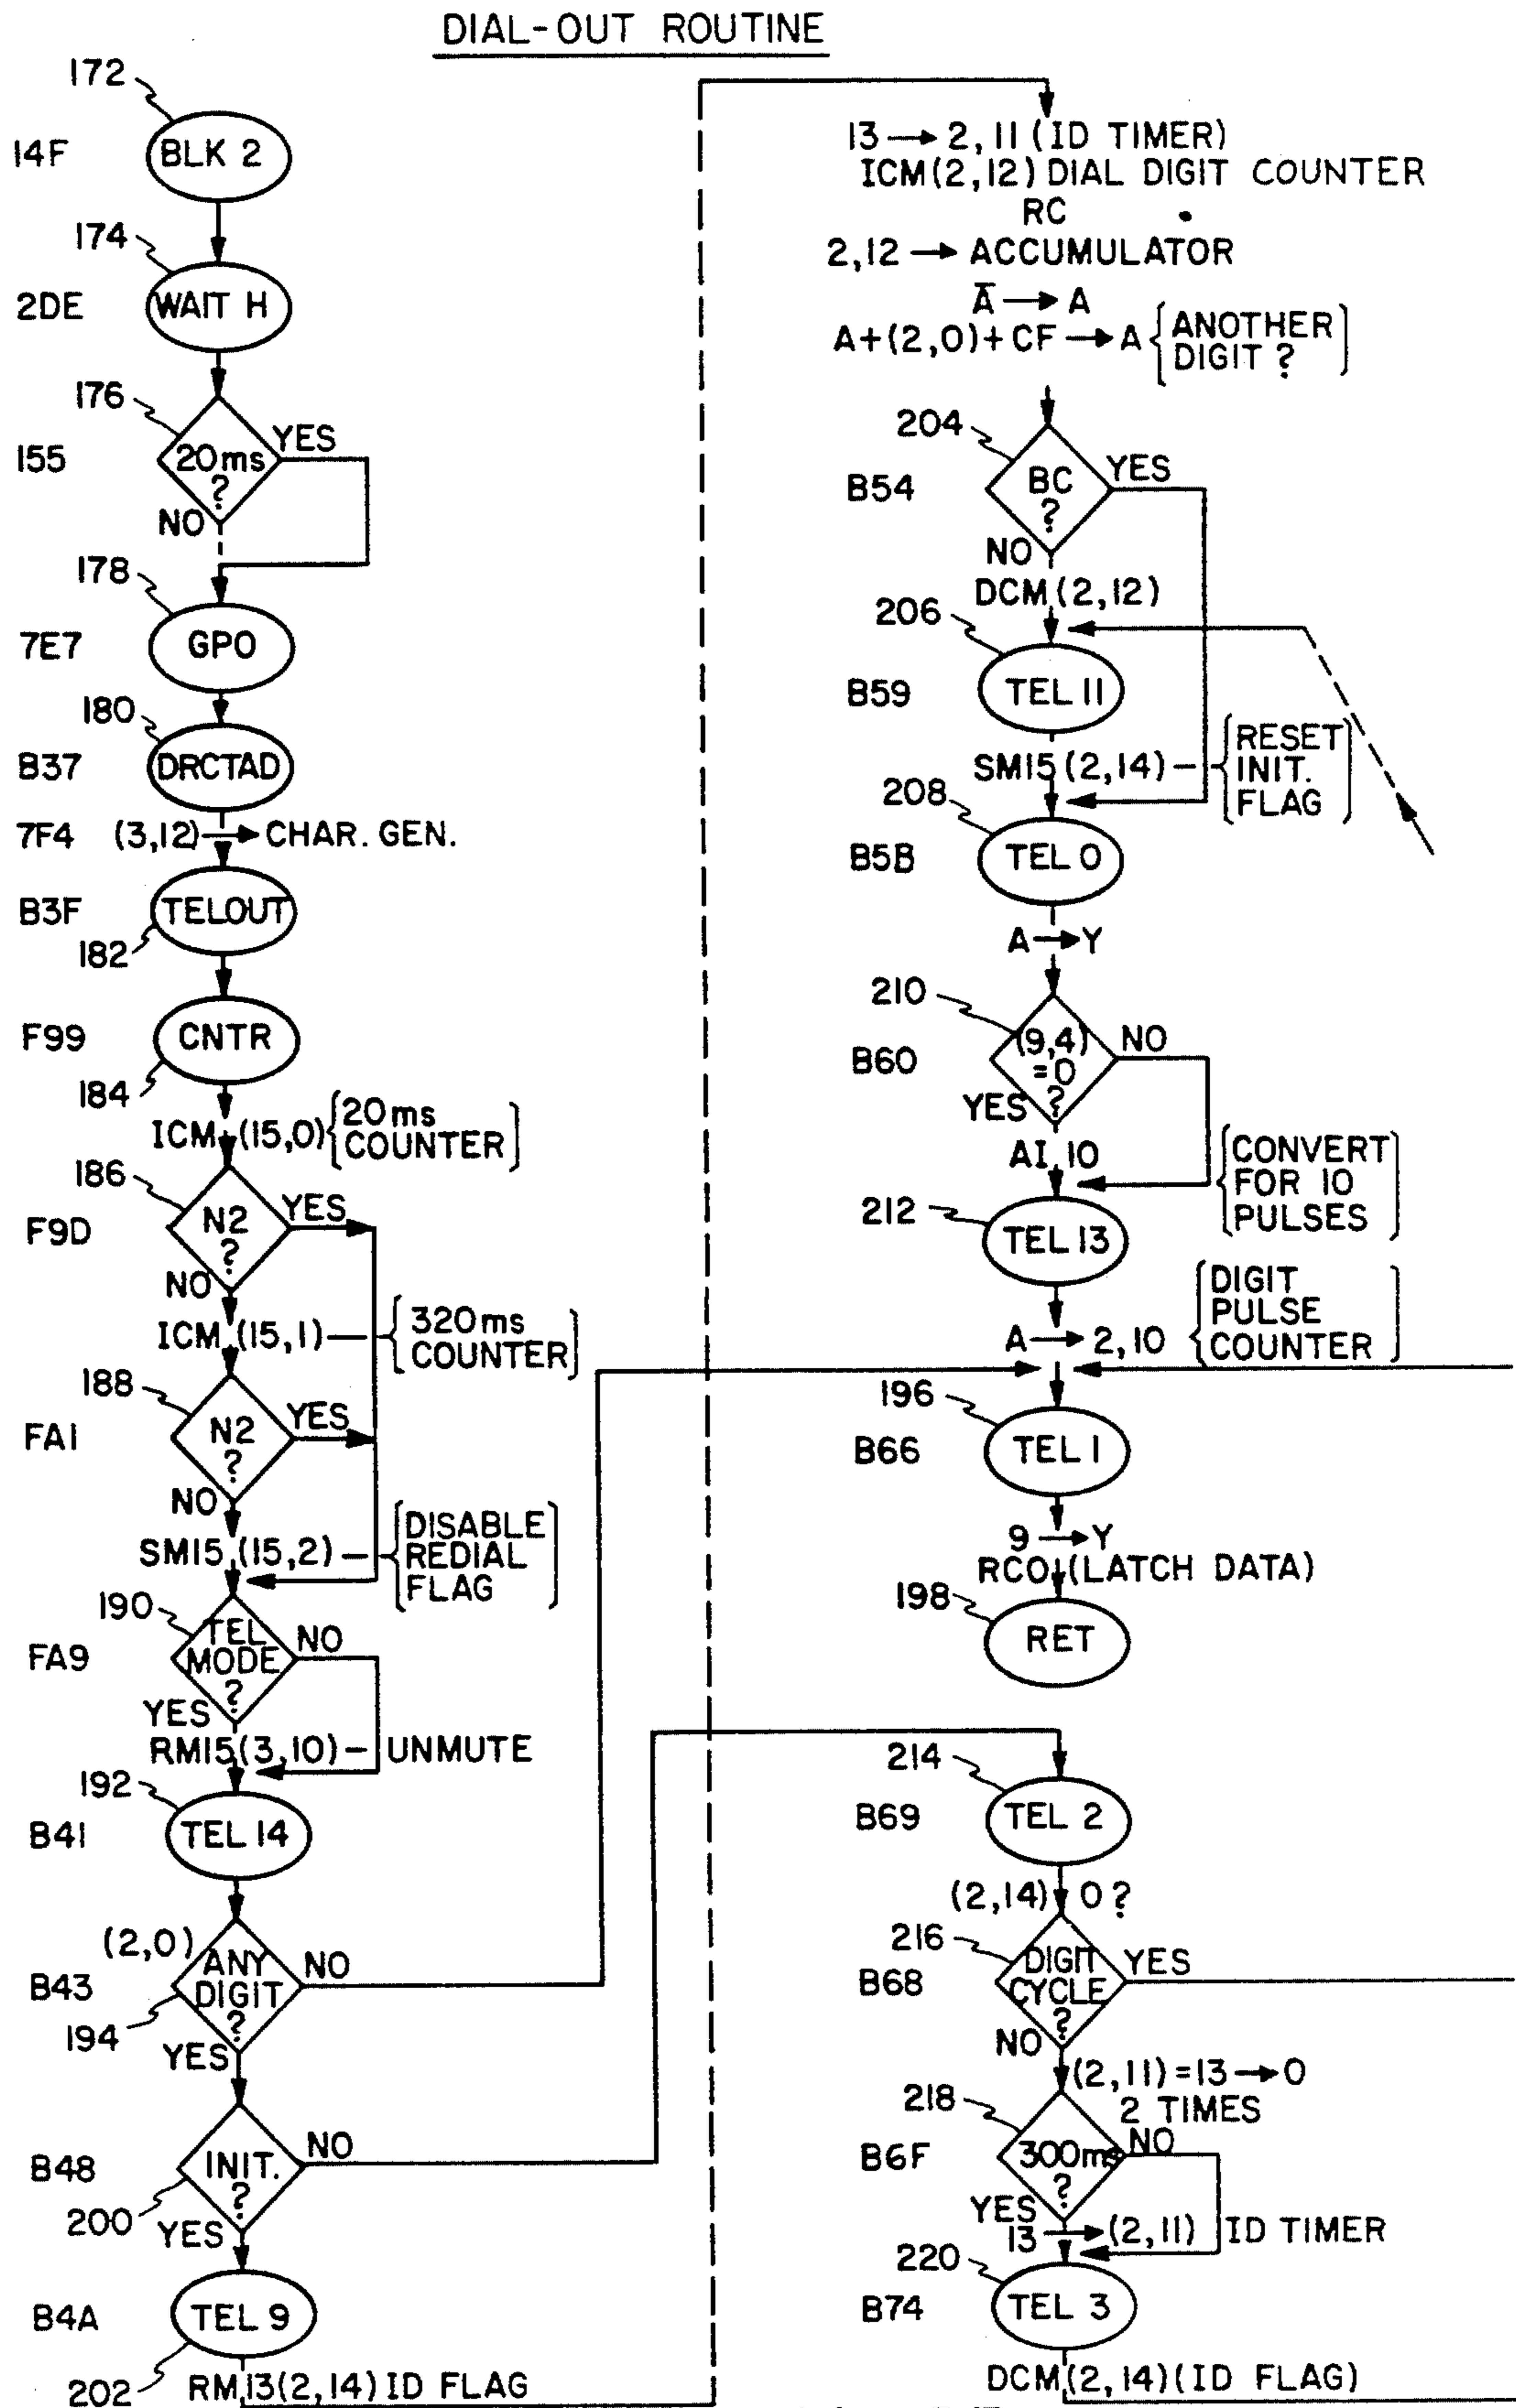 DIAL-OUT ROUTINE
172
14F
BLK 2
174
2DE
WAIT H
176
155
20ms
?
YES
NO
178
7E7
GPO
180
B37
DRCTAD
7F4
(3,12) → CHAR. GEN.
B3F
TELOUT
182
F99
CNTR
184
ICM (15,0)
20ms
COUNTER
186
F9D
N2
?
YES
NO
ICM (15,1)
320ms
COUNTER
188
FA1
N2
?
YES
NO
SM15 (15,2)
DISABLE
REDIAL
FLAG
190
FA9
TEL
MODE
?
NO
YES
RM15(3,10) - UNMUTE
192
B41
TEL 14
(2,0)
B43
ANY
DIGIT
?
NO
194
YES
B48
INIT.
?
NO
200
YES
B4A
TEL 9
202
RM13(2,14) ID FLAG
13 → 2, 11 (ID TIMER)
ICM(2,12) DIAL DIGIT COUNTER
RC
2,12 → ACCUMULATOR
Ā → A
A+(2,0)+CF → A
ANOTHER
DIGIT ?
204
B54
BC
?
YES
NO
DCM (2,12)
206
B59
TEL 11
SM15 (2,14)
RESET
INIT.
FLAG
208
B5B
TEL 0
A → Y
210
B60
(9,4)
=0
?
NO
YES
AI 10
CONVERT
FOR 10
PULSES
212
TEL 13
DIGIT
PULSE
COUNTER
A → 2,10
196
B66
TEL 1
9 → Y
RCO (LATCH DATA)
198
RET
214
B69
TEL 2
(2,14) 0 ?
216
B68
DIGIT
CYCLE
?
YES
NO
(2,11) =13 → 0
2 TIMES
218
B6F
300ms
?
NO
YES
13 → (2,11) ID TIMER
220
B74
TEL 3
DCM (2,14) (ID FLAG)